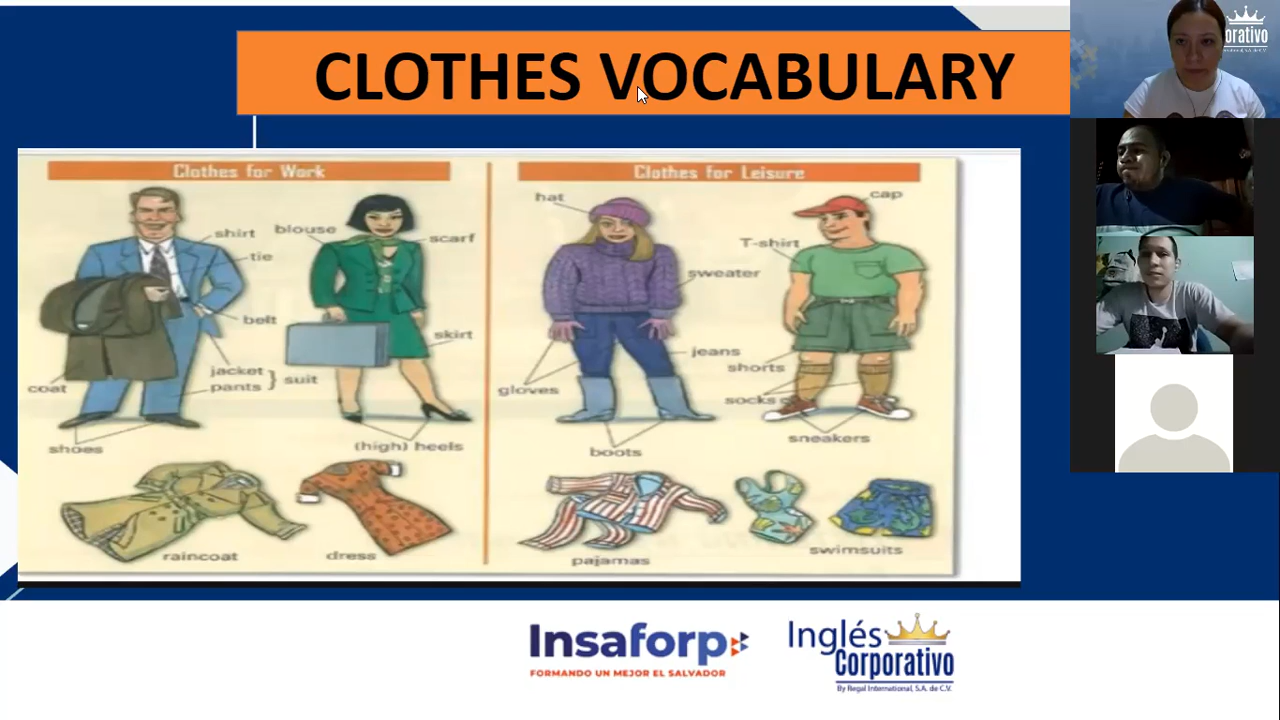 CLOTHES VOCABULARY
orativo
Clothes for Work
shirt
blouse
scarf
tie
belt
skirt
coat
jacket
pants
suit
shoes
(high) heels
raincoat
dress
Clothes for Leisure
hat
cap
T-shirt
sweater
jeans
shorts
gloves
socks
sneakers
boots
pajamas
swimsuits
Insaforp
FORMANDO UN MEJOR EL SALVADOR
Inglés
Corporativo
By Regal International, S.A. de C.V.